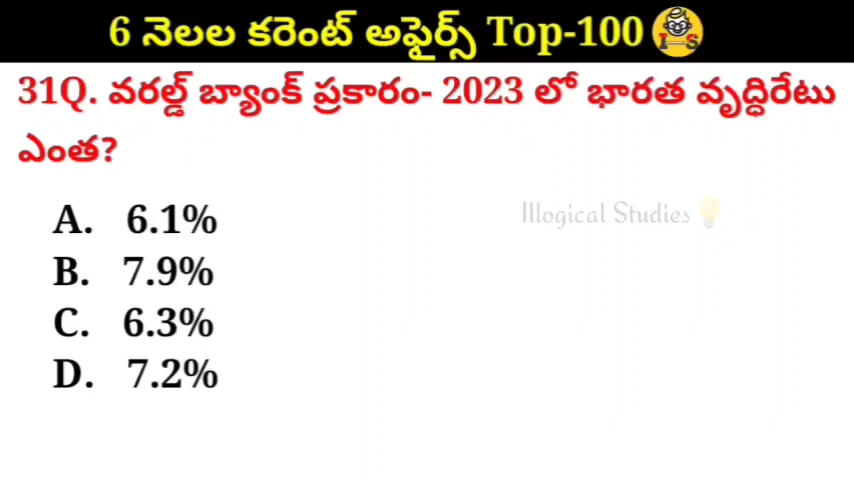 6 నెలల కరెంట్ అఫైర్స్ Top-100
I-S
31Q. వరల్డ్ బ్యాంక్ ప్రకారం- 2023 లో భారత వృద్ధిరేటు
ఎంత?
Illogical Studies
A. 6.1%
B. 7.9%
C. 6.3%
D. 7.2%